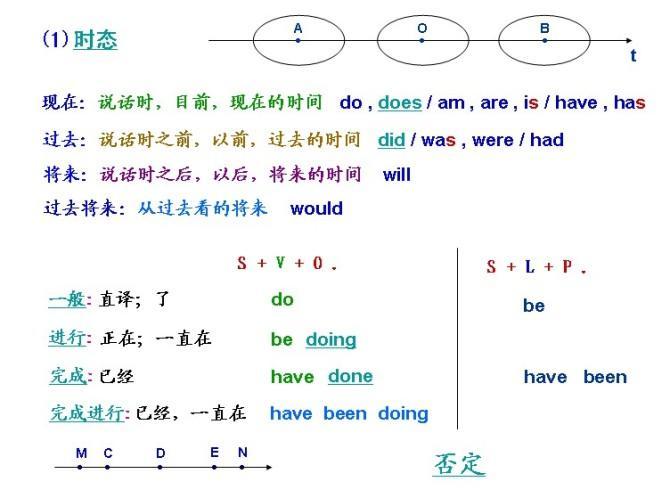 (1) 时态
A O B
t
现在：说话时，目前，现在的时间 do , does / am , are , is / have , has
过去：说话时之前，以前，过去的时间 did / was , were / had
将来：说话时之后，以后，将来的时间 will
过去将来：从过去看的将来 would
S + V + O .
S + L + P .
一般: 直译；了 do be
进行: 正在；一直在 be doing
完成: 已经 have done have been
完成进行: 已经，一直在 have been doing
M C D E N
否定